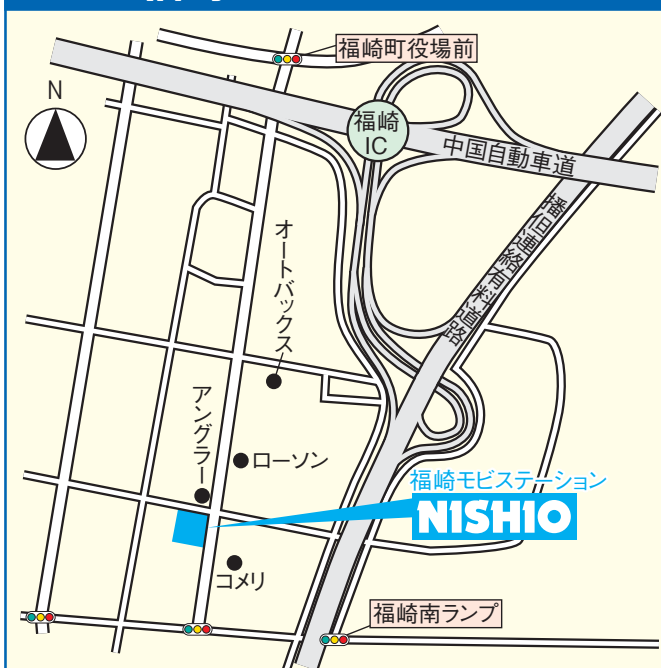 福崎町役場前
N
福崎
IC
中国自動車道
播但連絡有料道路
オートバックス
アングラー
ローソン
福崎モビステーション
NISHIO
コメリ
福崎南ランプ